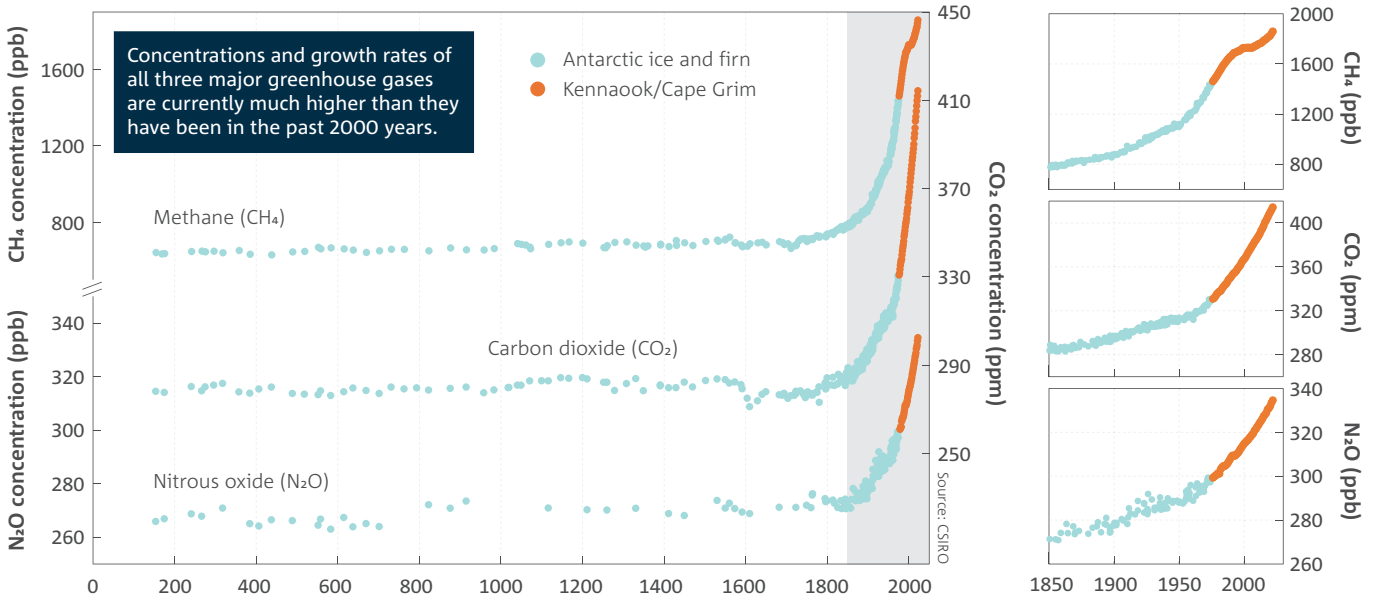 Concentrations and growth rates of
all three major greenhouse gases
are currently much higher than they
have been in the past 2000 years.
Antarctic ice and firn
Kennaook/Cape Grim
CH₄ concentration (ppb)
1600
1200
800
Methane (CH₄)
N₂O concentration (ppb)
340
320
300
280
260
Carbon dioxide (CO₂)
Nitrous oxide (N₂O)
0
200
400
600
800
1000
1200
1400
1600
1800
2000
450
410
370
330
290
250
CO₂ concentration (ppm)
Source: CSIRO
2000
1600
1200
800
CH₄ (ppb)
400
360
320
280
CO₂ (ppm)
340
320
300
280
260
N₂O (ppb)
1850
1900
1950
2000